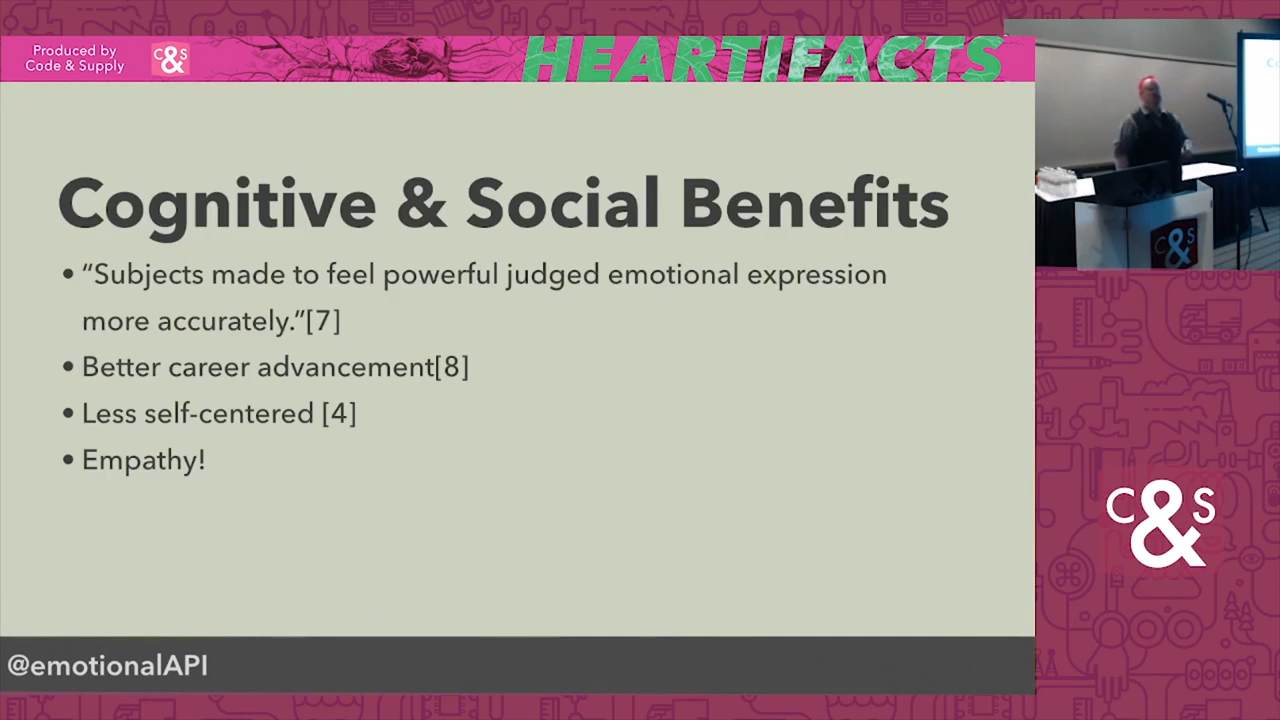 Produced by
Code & Supply
C&S
HEARTIFACTS
Cognitive & Social Benefits
• “Subjects made to feel powerful judged emotional expression
more accurately.”[7]
• Better career advancement[8]
• Less self-centered [4]
• Empathy!
@emotionalAPI
C&S
C&S